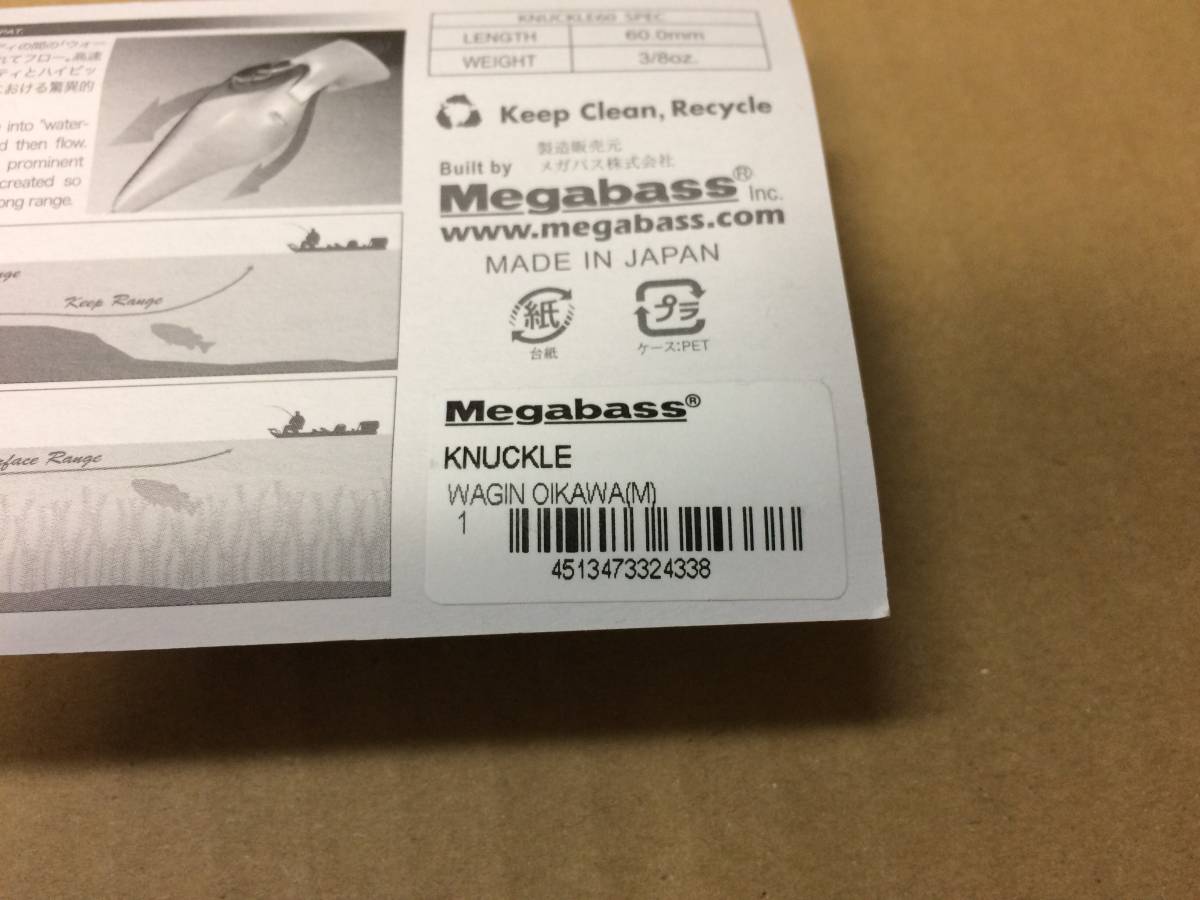 PAT.
ティの間の「ウォー
れてフロー。高速
ティとハイピッ
における驚異的
into "water-
d then flow.
prominent
created so
ong range.
Keep Range
rface Range
KNUCKLE60 SPEC
LENGTH 60.0mm
WEIGHT 3/8oz.
Keep Clean, Recycle
製造販売元
Built by メガバス株式会社
Megabass® Inc.
www.megabass.com
MADE IN JAPAN
紙 プラ
台紙 ケース:PET
Megabass®
KNUCKLE
WAGIN OIKAWA(M)
1
4513473324338